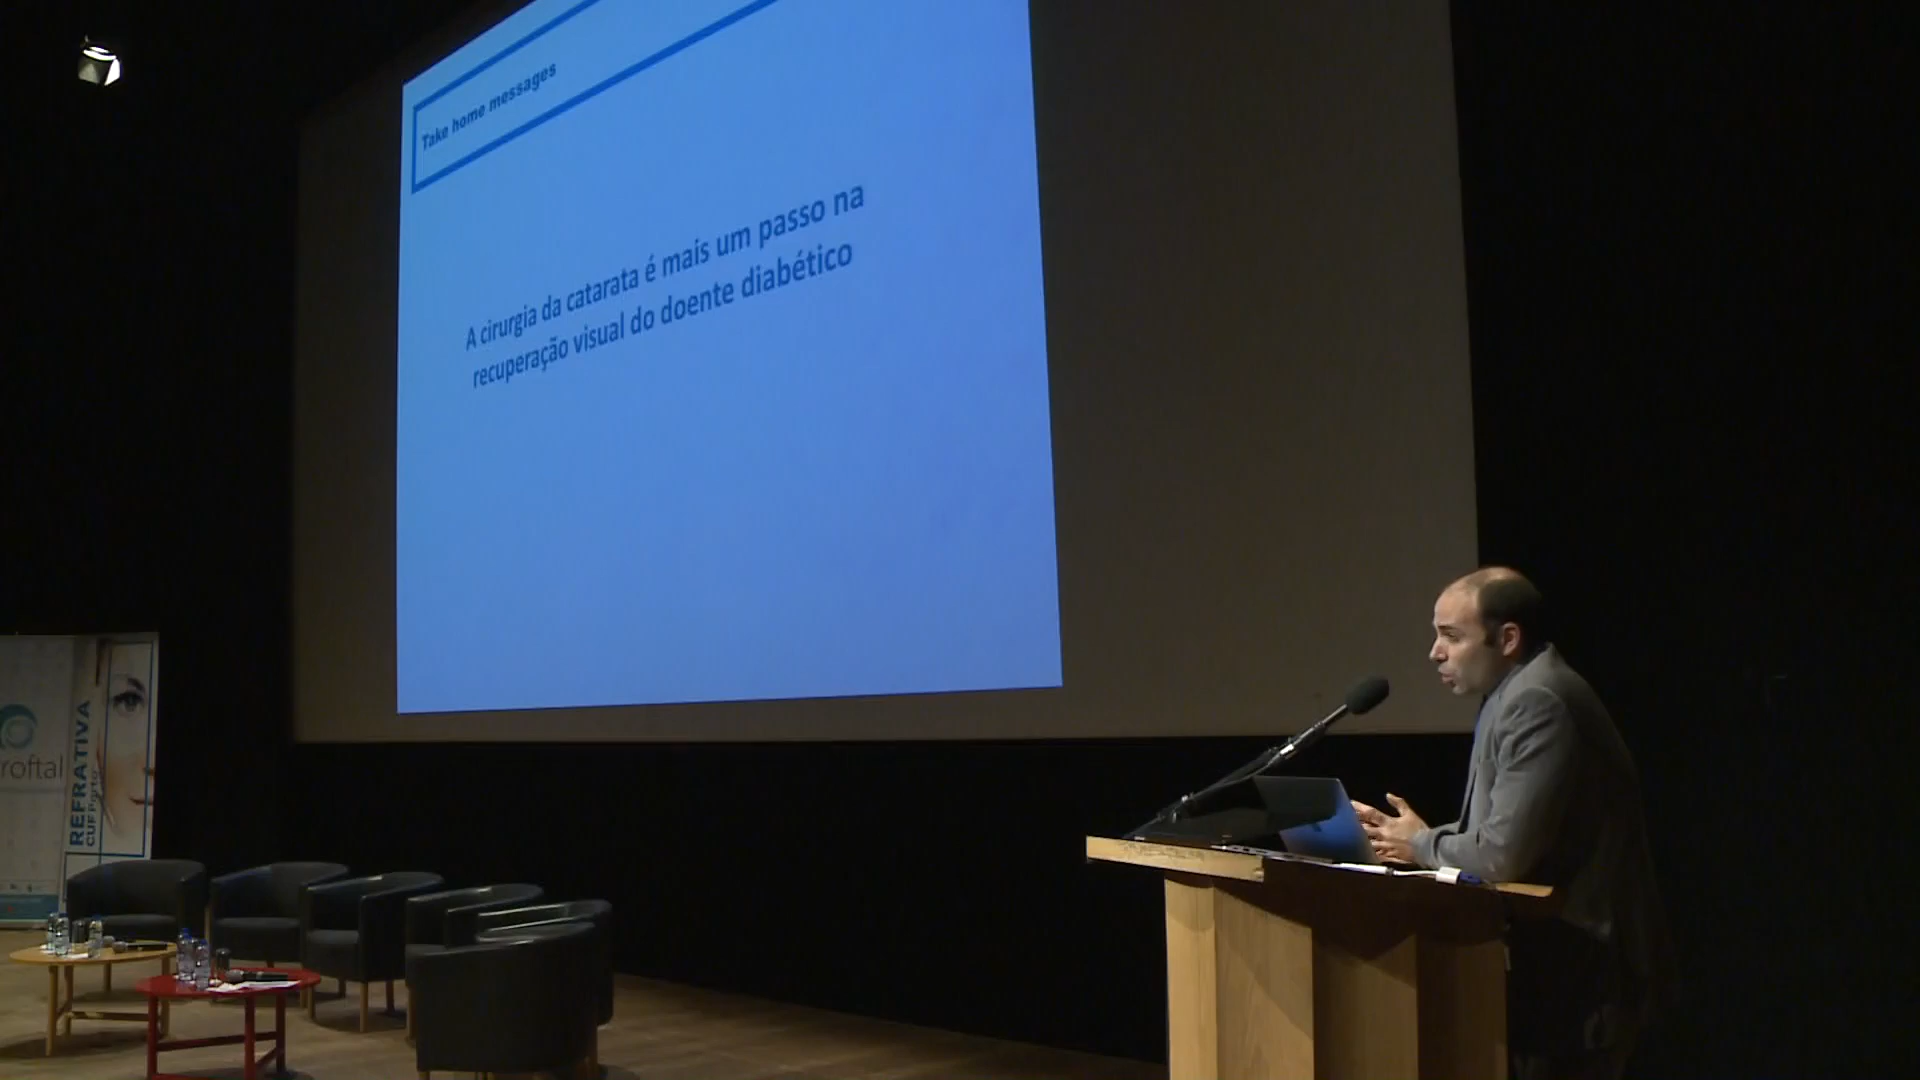 Take home messages
A cirurgia da catarata é mais um passo na
recuperação visual do doente diabético
roftal
REFRATIVA
CUF Porto